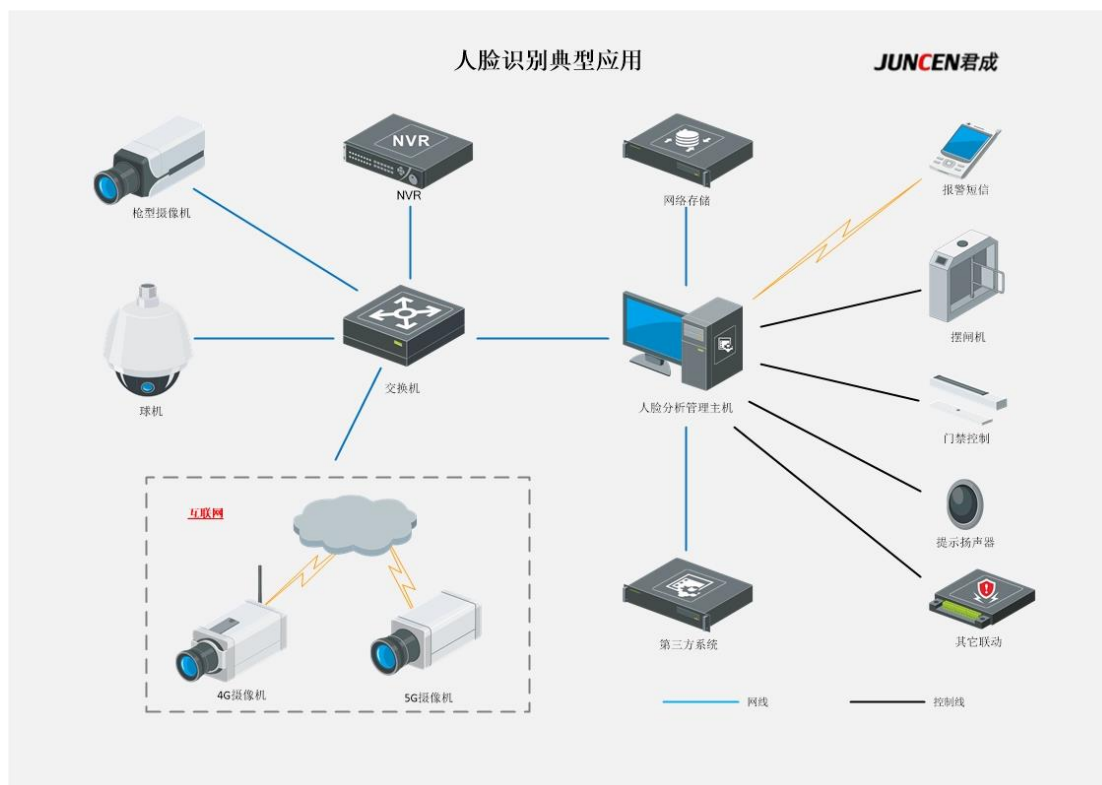 人脸识别典型应用
JUNCEN君成
NVR
NVR
枪型摄像机
网络存储
报警短信
摆闸机
球机
交换机
人脸分析管理主机
门禁控制
互联网
提示扬声器
4G摄像机
5G摄像机
第三方系统
其它联动
网线
控制线